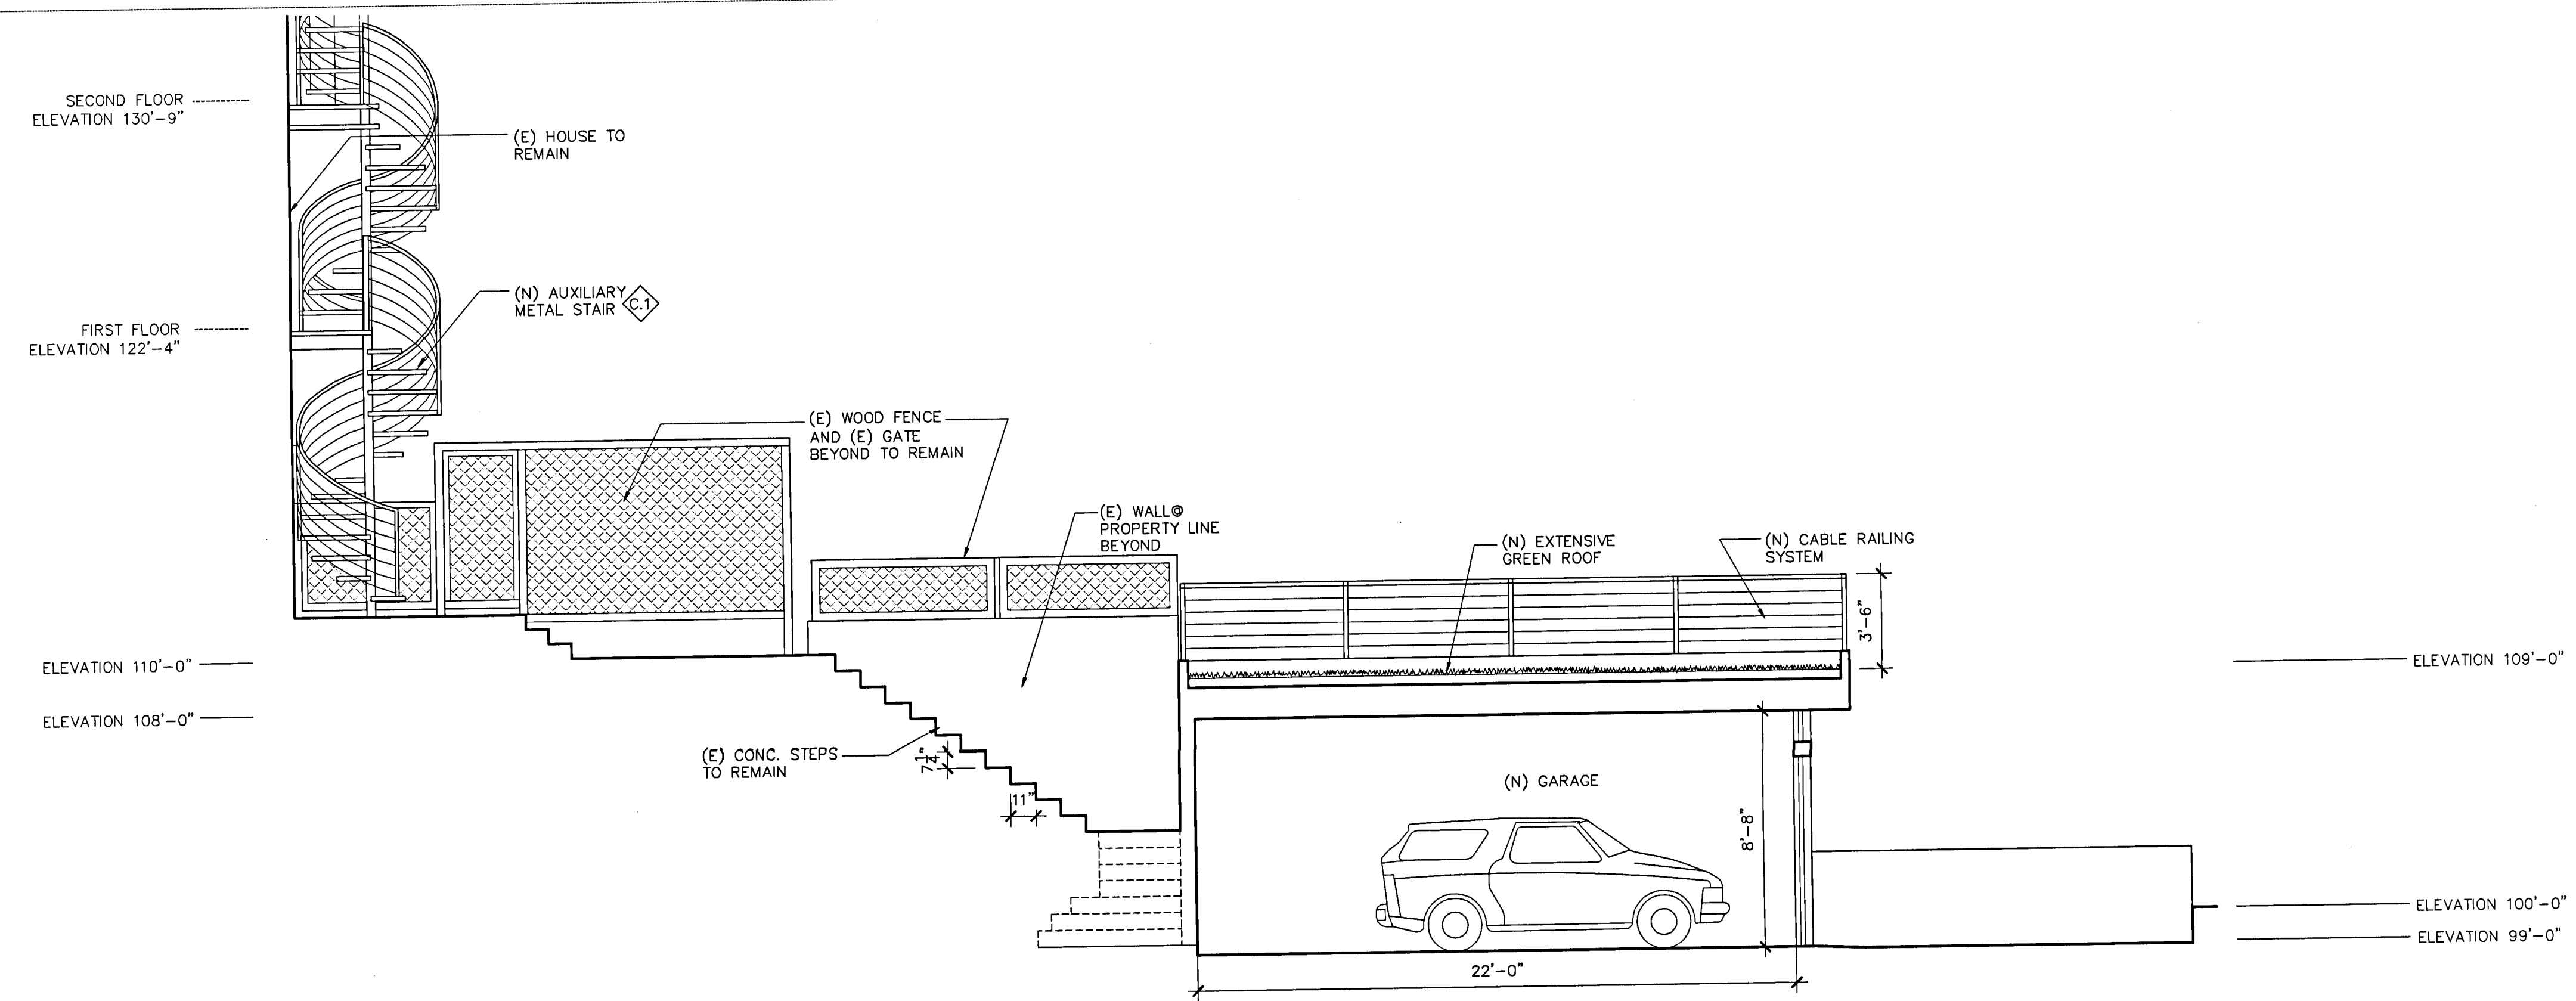 SECOND FLOOR
ELEVATION 130'-9"
(E) HOUSE TO
REMAIN
(N) AUXILIARY
METAL STAIR
C.1
FIRST FLOOR
ELEVATION 122'-4"
(E) WOOD FENCE
AND (E) GATE
BEYOND TO REMAIN
(E) WALL@
PROPERTY LINE
BEYOND
(N) EXTENSIVE
GREEN ROOF
(N) CABLE RAILING
SYSTEM
3'-6"
ELEVATION 110'-0"
ELEVATION 109'-0"
ELEVATION 108'-0"
(E) CONC. STEPS
TO REMAIN
7 1/4"
11"
(N) GARAGE
8'-8"
ELEVATION 100'-0"
ELEVATION 99'-0"
22'-0"